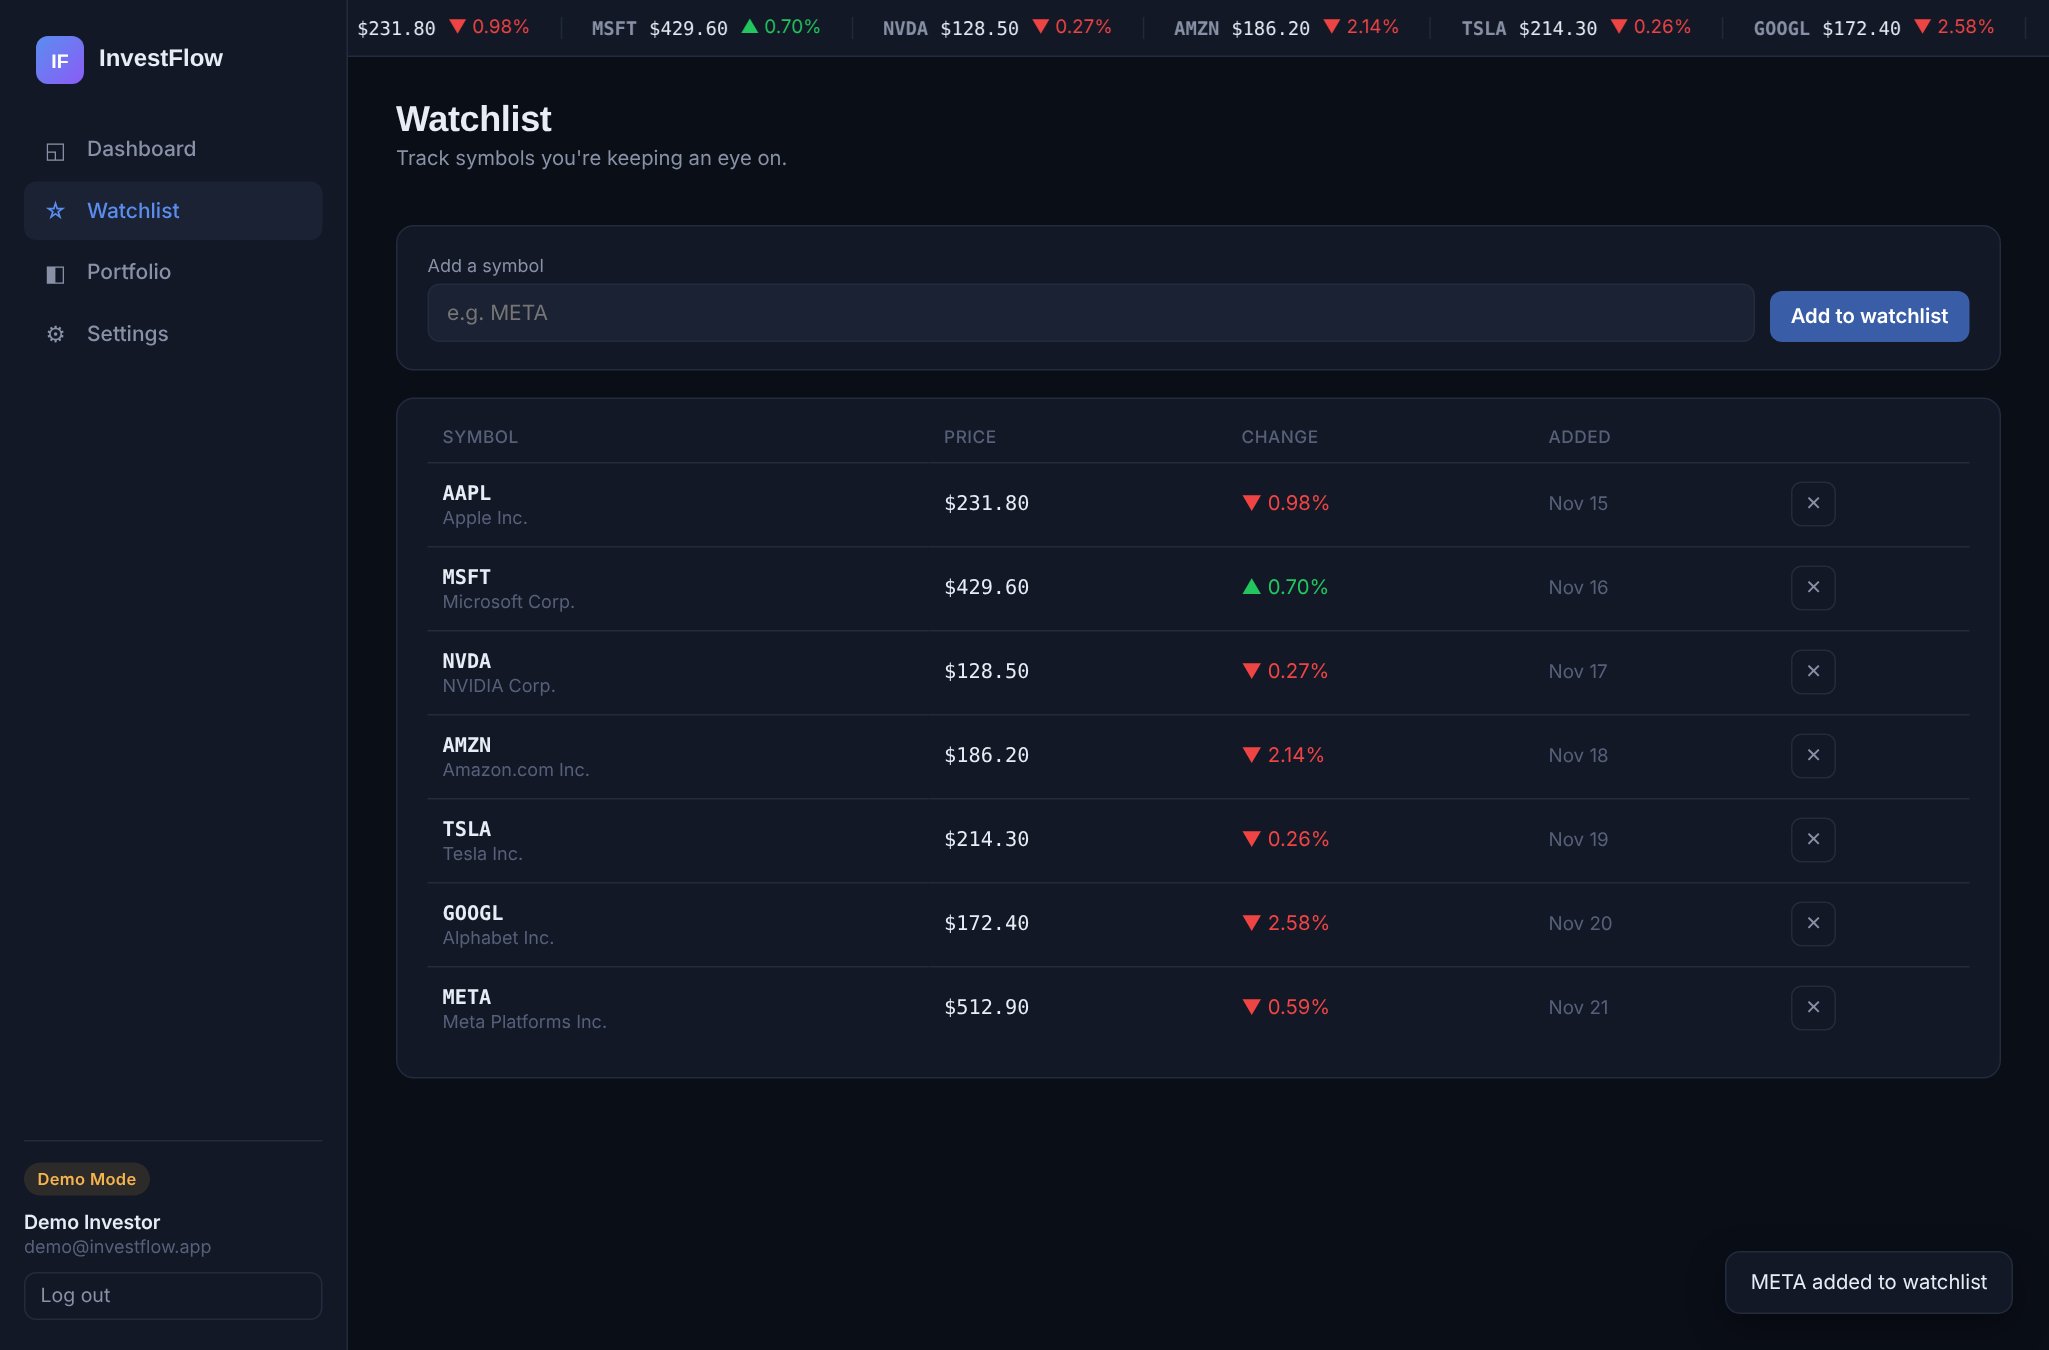 IF InvestFlow
Dashboard
Watchlist
Portfolio
Settings
Demo Mode
Demo Investor
demo@investflow.app
Log out
$231.80 ▼ 0.98% MSFT $429.60 ▲ 0.70% NVDA $128.50 ▼ 0.27% AMZN $186.20 ▼ 2.14% TSLA $214.30 ▼ 0.26% GOOGL $172.40 ▼ 2.58%
Watchlist
Track symbols you're keeping an eye on.
Add a symbol
e.g. META
Add to watchlist
SYMBOL PRICE CHANGE ADDED
AAPL
Apple Inc.
$231.80 ▼ 0.98% Nov 15 ✕
MSFT
Microsoft Corp.
$429.60 ▲ 0.70% Nov 16 ✕
NVDA
NVIDIA Corp.
$128.50 ▼ 0.27% Nov 17 ✕
AMZN
Amazon.com Inc.
$186.20 ▼ 2.14% Nov 18 ✕
TSLA
Tesla Inc.
$214.30 ▼ 0.26% Nov 19 ✕
GOOGL
Alphabet Inc.
$172.40 ▼ 2.58% Nov 20 ✕
META
Meta Platforms Inc.
$512.90 ▼ 0.59% Nov 21 ✕
META added to watchlist